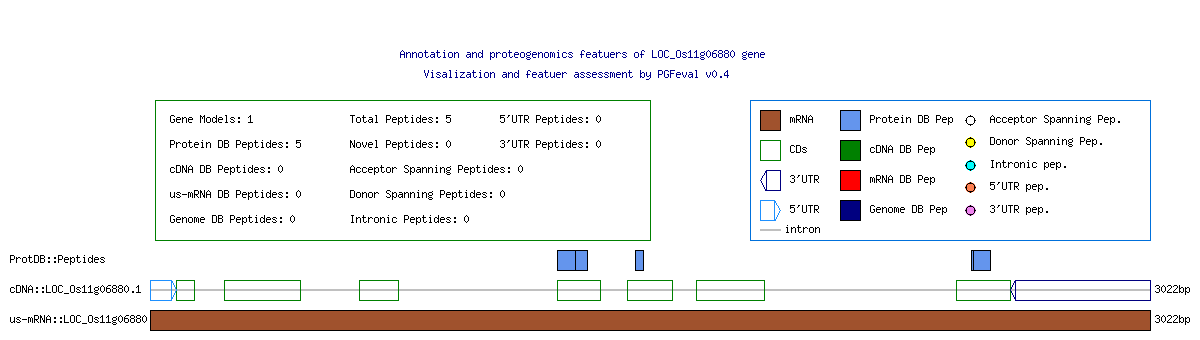 Annotation and proteogenomics featuers of LOC_Os11g06880 gene
Visalization and featuer assessment by PGFeval v0.4
Gene Models: 1 Total Peptides: 5 5'UTR Peptides: 0
Protein DB Peptides: 5 Novel Peptides: 0 3'UTR Peptides: 0
cDNA DB Peptides: 0 Acceptor Spanning Peptides: 0
us-mRNA DB Peptides: 0 Donor Spanning Peptides: 0
Genome DB Peptides: 0 Intronic Peptides: 0
mRNA Protein DB Pep Acceptor Spanning Pep.
CDs cDNA DB Pep Donor Spanning Pep.
3'UTR mRNA DB Pep Intronic pep.
5'UTR Genome DB Pep 5'UTR pep.
intron 3'UTR pep.
ProtDB::Peptides
cDNA::LOC_Os11g06880.1 3022bp
us-mRNA::LOC_Os11g06880 3022bp